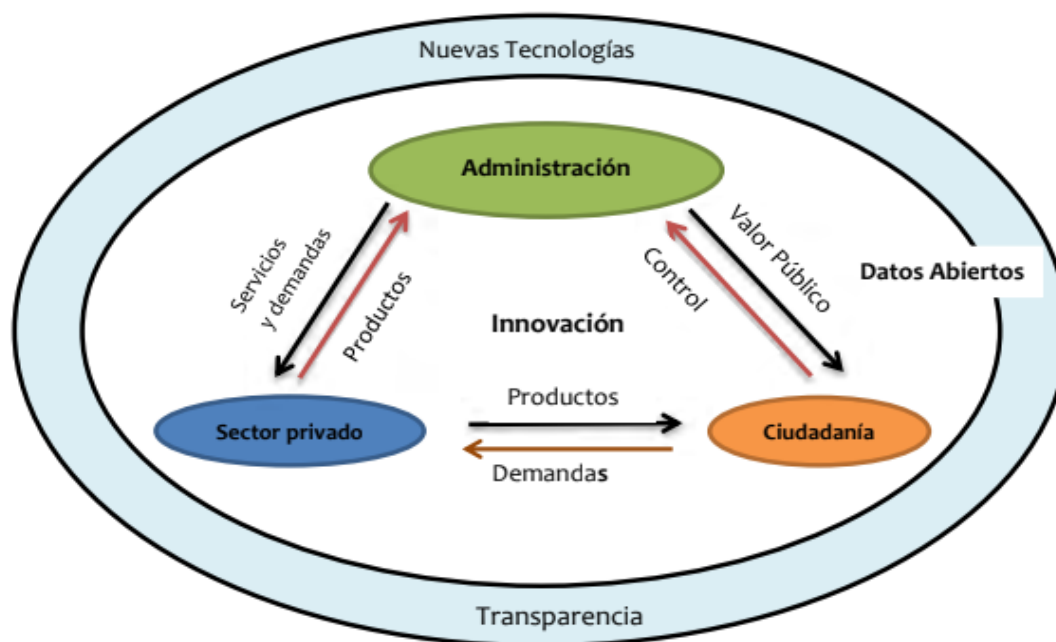 Nuevas Tecnologías
Administración
Servicios
y demandas
Productos
Valor Público
Control
Datos Abiertos
Innovación
Productos
Sector privado
Ciudadanía
Demandas
Transparencia